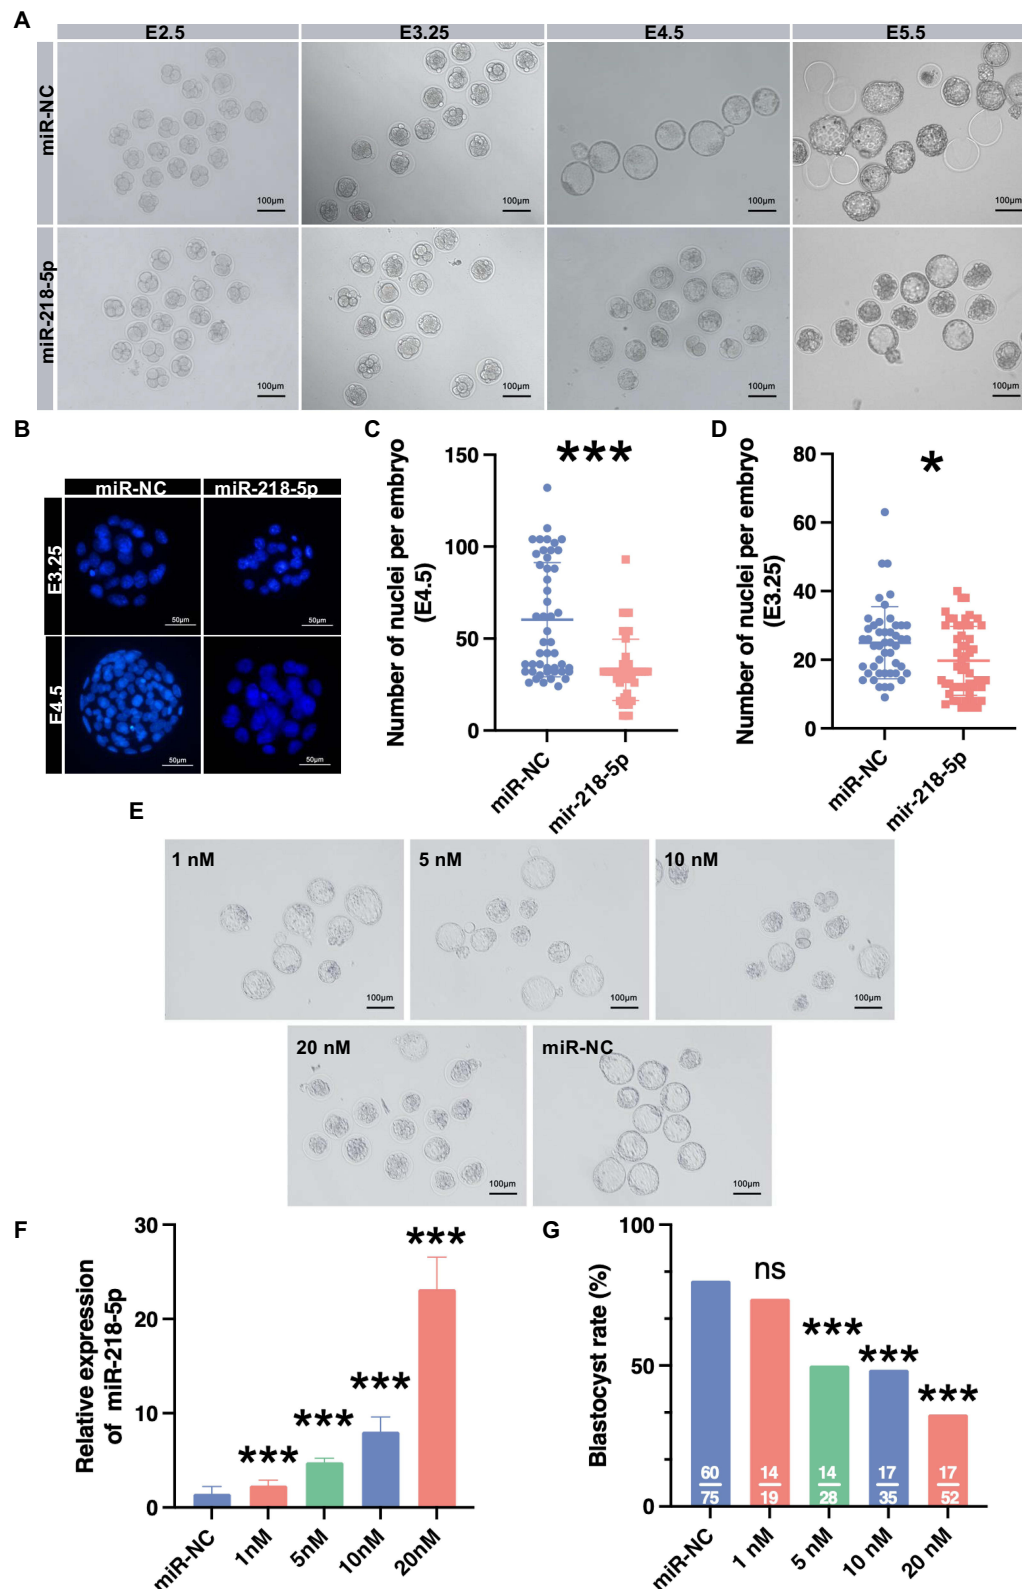 A
E2.5 E3.25 E4.5 E5.5
miR-NC
100μm 100μm 100μm 100μm
miR-218-5p
100μm 100μm 100μm 100μm
B
miR-NC miR-218-5p
E3.25
50μm 50μm
E4.5
50μm 50μm
C
Number of nuclei per embryo
(E4.5)
150
100
50
0
***
miR-NC mir-218-5p
D
Number of nuclei per embryo
(E3.25)
80
60
40
20
0
*
miR-NC mir-218-5p
E
1 nM 5 nM 10 nM
100μm 100μm 100μm
20 nM miR-NC
100μm 100μm
F
Relative expression
of miR-218-5p
30
20
10
0
*** *** *** ***
miR-NC 1nM 5nM 10nM 20nM
G
Blastocyst rate (%)
100
50
0
ns *** *** ***
60 14 14 17 17
75 19 28 35 52
miR-NC 1 nM 5 nM 10 nM 20 nM